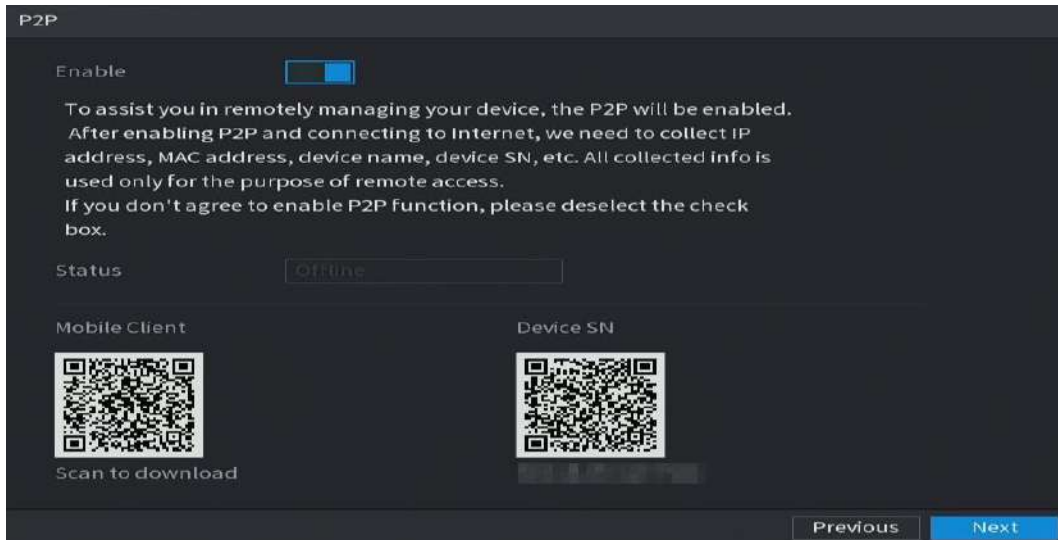 P2P
Enable
To assist you in remotely managing your device, the P2P will be enabled.
After enabling P2P and connecting to Internet, we need to collect IP
address, MAC address, device name, device SN, etc. All collected info is
used only for the purpose of remote access.
If you don't agree to enable P2P function, please deselect the check
box.
Status
Offline
Mobile Client
Device SN
Scan to download
Previous
Next